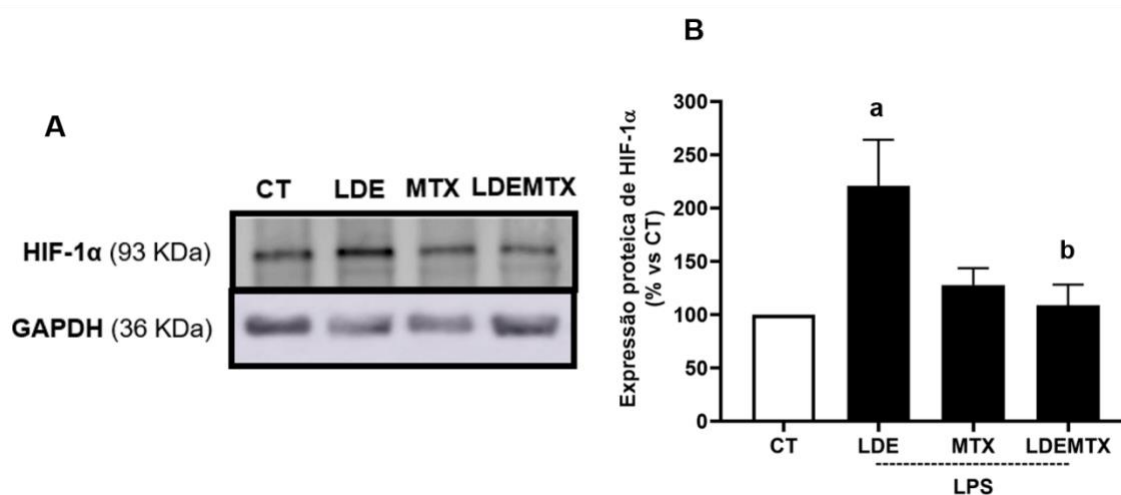 A
CT LDE MTX LDEMTX
HIF-1α (93 KDa)
GAPDH (36 KDa)
B
Expressão proteica de HIF-1α
(% vs CT)
300
250
200
150
100
50
0
a
b
CT LDE MTX LDEMTX
LPS